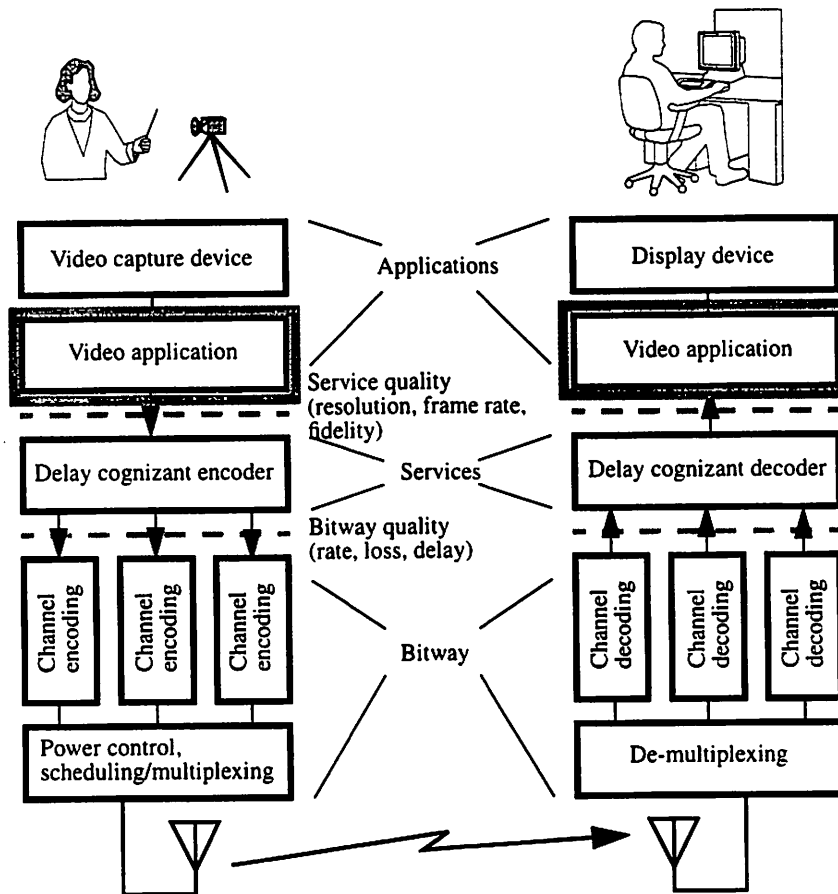 Video capture device
Display device
Applications
Video application
Video application
Service quality
(resolution, frame rate,
fidelity)
Delay cognizant encoder
Services
Delay cognizant decoder
Bitway quality
(rate, loss, delay)
Channel
encoding
Channel
encoding
Channel
encoding
Bitway
Channel
decoding
Channel
decoding
Channel
decoding
Power control,
scheduling/multiplexing
De-multiplexing